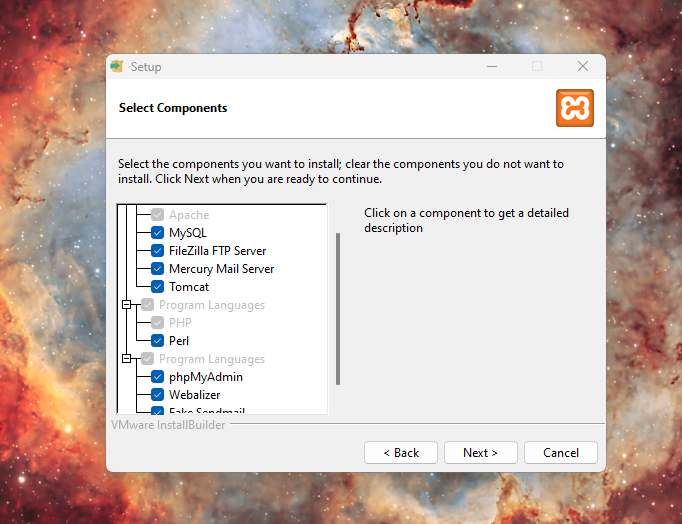 Setup
Select Components
Select the components you want to install; clear the components you do not want to
install. Click Next when you are ready to continue.
Apache
MySQL
FileZilla FTP Server
Mercury Mail Server
Tomcat
Program Languages
PHP
Perl
Program Languages
phpMyAdmin
Webalizer
Fake Sendmail
Click on a component to get a detailed
description
VMware InstallBuilder
< Back
Next >
Cancel